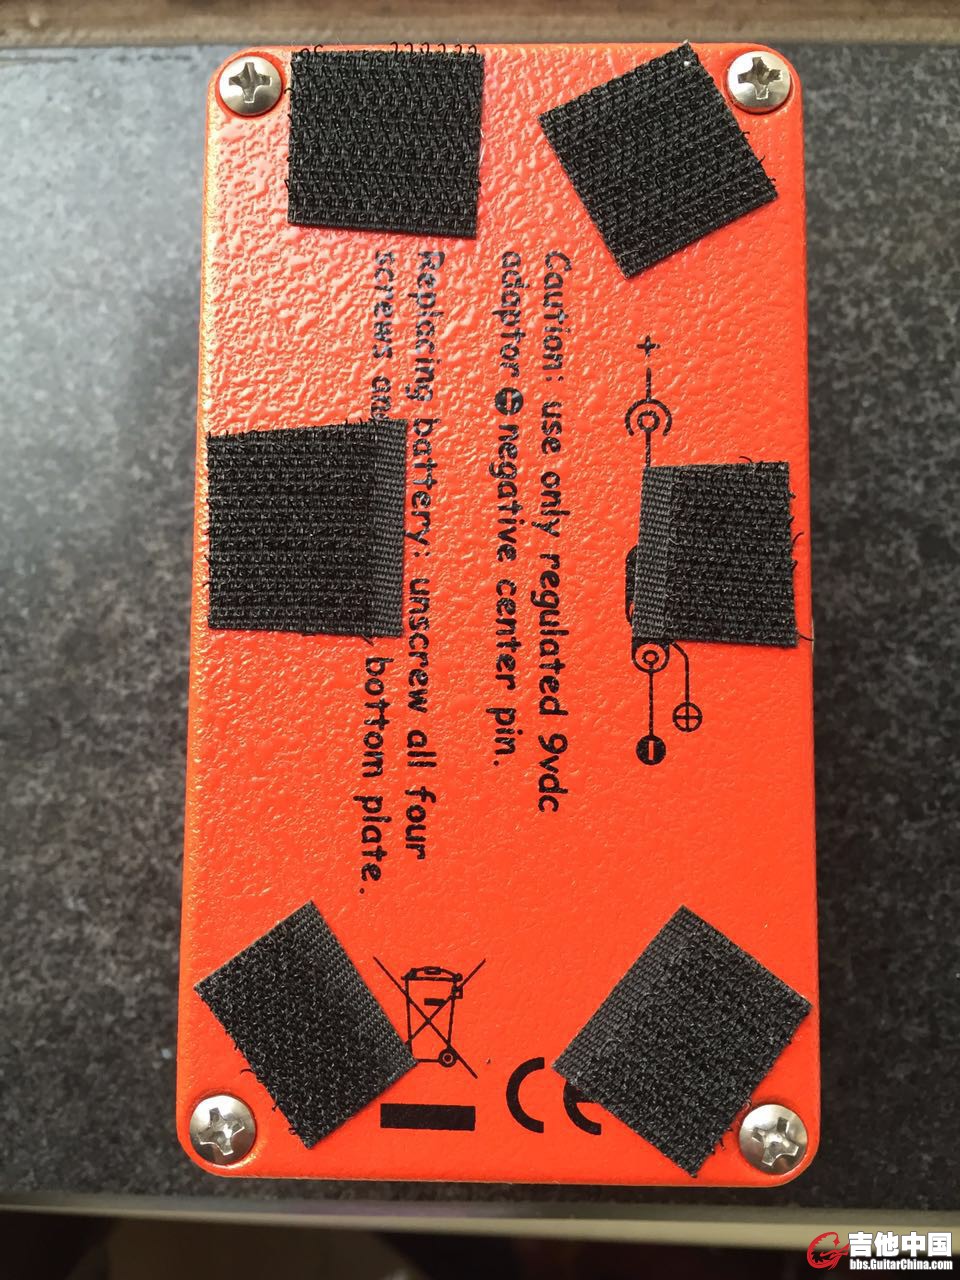 Caution: use only regulated 9vdc
adaptor ⊖ negative center pin.
Replacing battery: unscrew all four
screws an bottom plate.
CE
吉他中国
bbs.GuitarChina.com